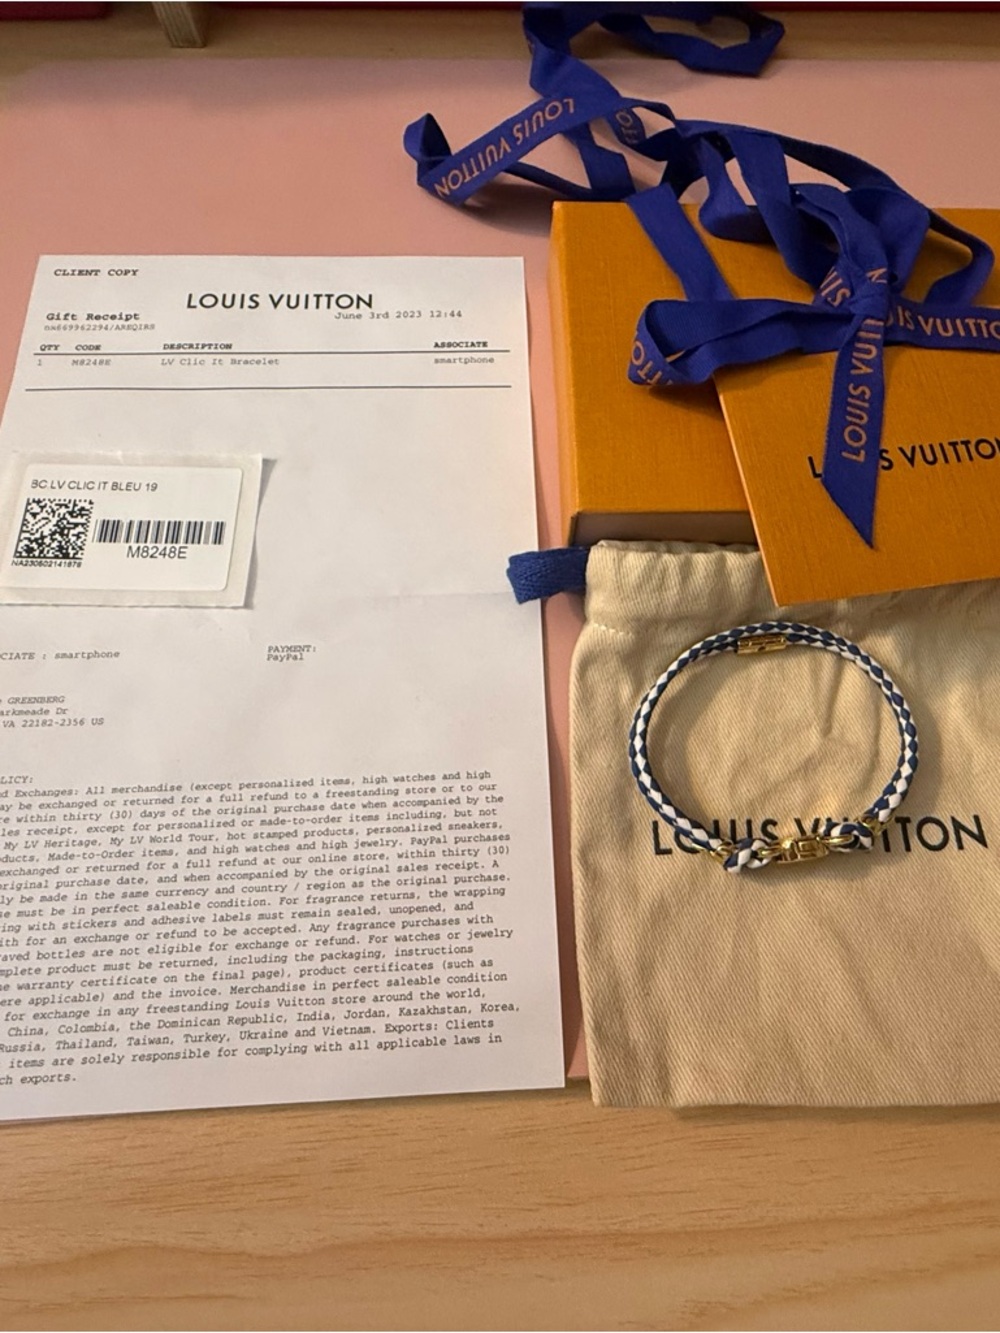 CLIENT COPY
LOUIS VUITTON
Gift Receipt
June 3rd 2023 12:44
nm669962294/AREQIRS
QTY CODE DESCRIPTION ASSOCIATE
1 M8248E LV Clic It Bracelet smartphone
BC LV CLIC IT BLEU 19
M8248E
NA230502141678
CIATE : smartphone
PAYMENT:
PayPal
GREENBERG
arkmeade Dr
VA 22182-2356 US
LICY:
d Exchanges: All merchandise (except personalized items, high watches and high
ay be exchanged or returned for a full refund to a freestanding store or to our
re within thirty (30) days of the original purchase date when accompanied by the
les receipt, except for personalized or made-to-order items including, but not
My LV Heritage, My LV World Tour, hot stamped products, personalized sneakers,
ducts, Made-to-Order items, and high watches and high jewelry. PayPal purchases
exchanged or returned for a full refund at our online store, within thirty (30)
original purchase date, and when accompanied by the original sales receipt. A
ly be made in the same currency and country / region as the original purchase.
se must be in perfect saleable condition. For fragrance returns, the wrapping
ing with stickers and adhesive labels must remain sealed, unopened, and
ith for an exchange or refund to be accepted. Any fragrance purchases with
raved bottles are not eligible for exchange or refund. For watches or jewelry
mplete product must be returned, including the packaging, instructions
he warranty certificate on the final page), product certificates (such as
ere applicable) and the invoice. Merchandise in perfect saleable condition
for exchange in any freestanding Louis Vuitton store around the world,
China, Colombia, the Dominican Republic, India, Jordan, Kazakhstan, Korea,
Russia, Thailand, Taiwan, Turkey, Ukraine and Vietnam. Exports: Clients
items are solely responsible for complying with all applicable laws in
ch exports.
LOUIS VUITTON
IS VUITTO
LOUIS VUIT
L S VUITTO
LOUIS VUITTON